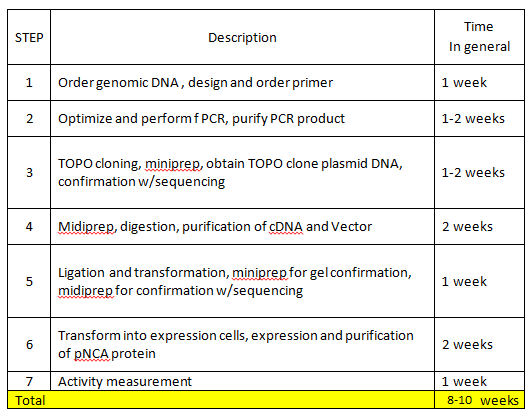 STEP Description Time
In general
1 Order genomic DNA , design and order primer 1 week
2 Optimize and perform f PCR, purify PCR product 1-2 weeks
3 TOPO cloning, miniprep, obtain TOPO clone plasmid DNA, 1-2 weeks
confirmation w/sequencing
4 Midiprep, digestion, purification of cDNA and Vector 2 weeks
5 Ligation and transformation, miniprep for gel confirmation, 1 week
midiprep for confirmation w/sequencing
6 Transform into expression cells, expression and purification 2 weeks
of pNCA protein
7 Activity measurement 1 week
Total 8-10 weeks